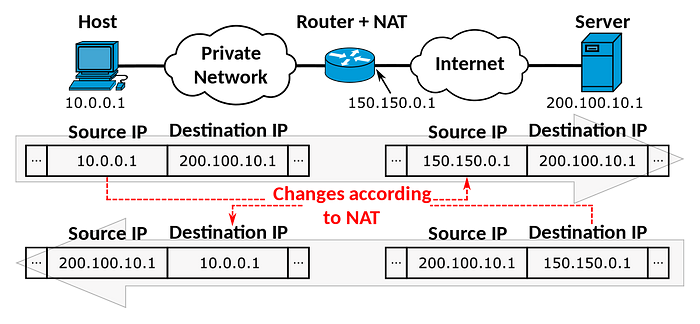 Host
Router + NAT
Server
Private
Network
Internet
10.0.0.1
150.150.0.1
200.100.10.1
Source IP Destination IP
Source IP Destination IP
... 10.0.0.1 200.100.10.1 ...
... 150.150.0.1 200.100.10.1 ...
Changes according
to NAT
Source IP Destination IP
Source IP Destination IP
... 200.100.10.1 10.0.0.1 ...
... 200.100.10.1 150.150.0.1 ...